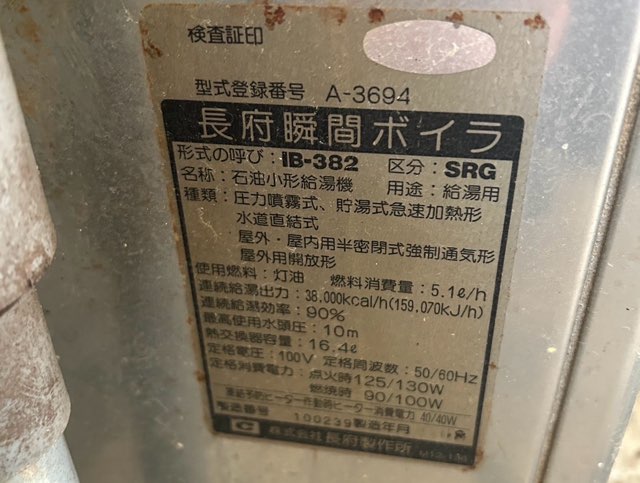 検査証印
型式登録番号 A-3694
長府瞬間ボイラ
形式の呼び:IB-382 区分:SRG
名称:石油小形給湯機 用途:給湯用
種類:圧力噴霧式、貯湯式急速加熱形
水道直結式
屋外・屋内用半密閉式強制通気形
屋外用開放形
使用燃料:灯油 燃料消費量:5.1ℓ/h
連続給湯出力:38,000kcal/h(159,070kJ/h)
連続給湯効率:90%
最高使用水頭圧:10m
熱交換器容量:16.4ℓ
定格電圧:100V 定格周波数:50/60Hz
定格消費電力:点火時125/130W
燃焼時 90/100W
凍結予防ヒーター作動時ヒーター消費電力 40/40W
製造番号 100239製造年月
C 株式会社長府製作所